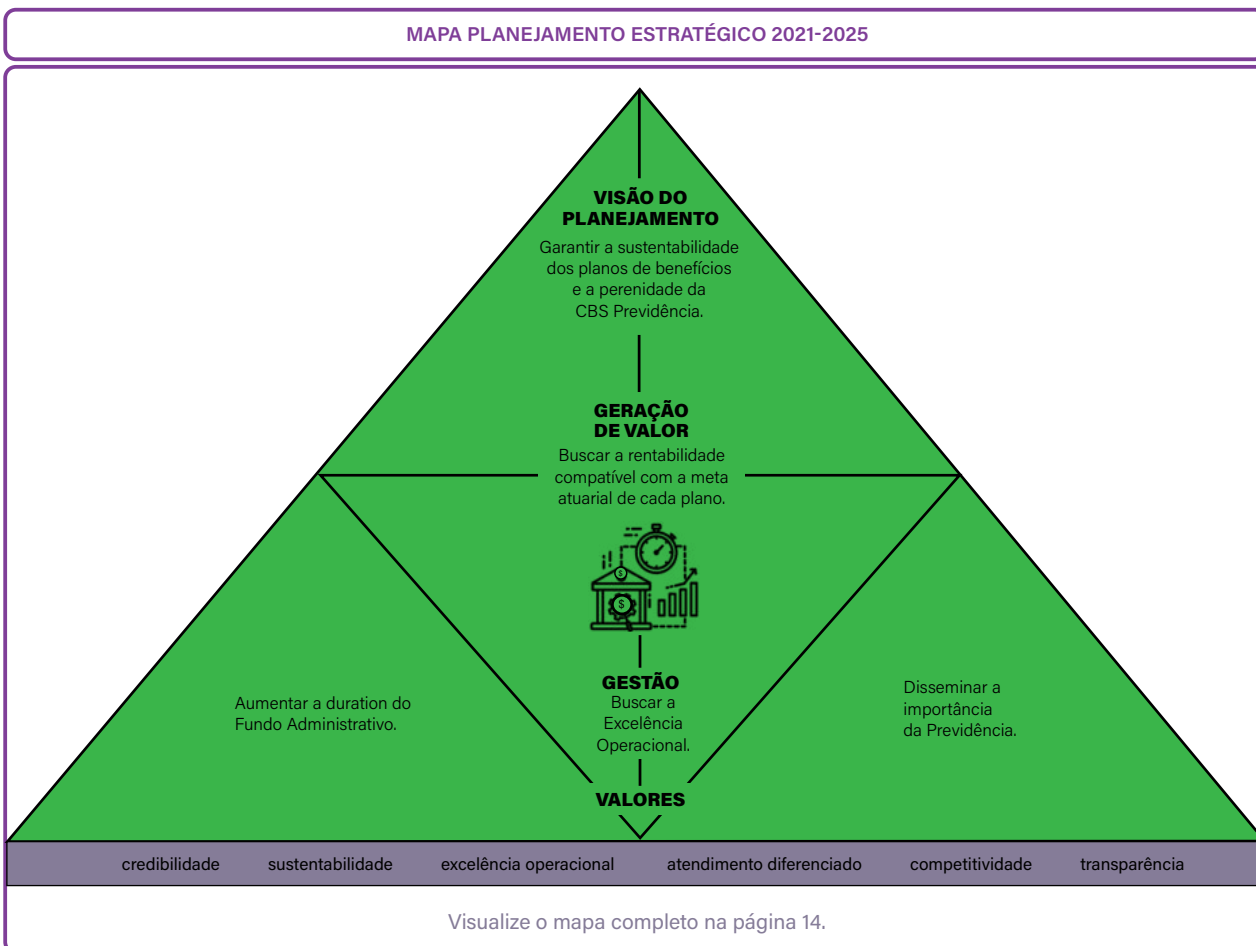 MAPA PLANEJAMENTO ESTRATÉGICO 2021-2025
VISÃO DO
PLANEJAMENTO
Garantir a sustentabilidade
dos planos de benefícios
e a perenidade da
CBS Previdência.
GERAÇÃO
DE VALOR
Buscar a rentabilidade
compatível com a meta
atuarial de cada plano.
$
$
GESTÃO
Buscar a
Excelência
Operacional.
Aumentar a duration do
Fundo Administrativo.
Disseminar a
importância
da Previdência.
VALORES
credibilidade sustentabilidade excelência operacional atendimento diferenciado competitividade transparência
Visualize o mapa completo na página 14.